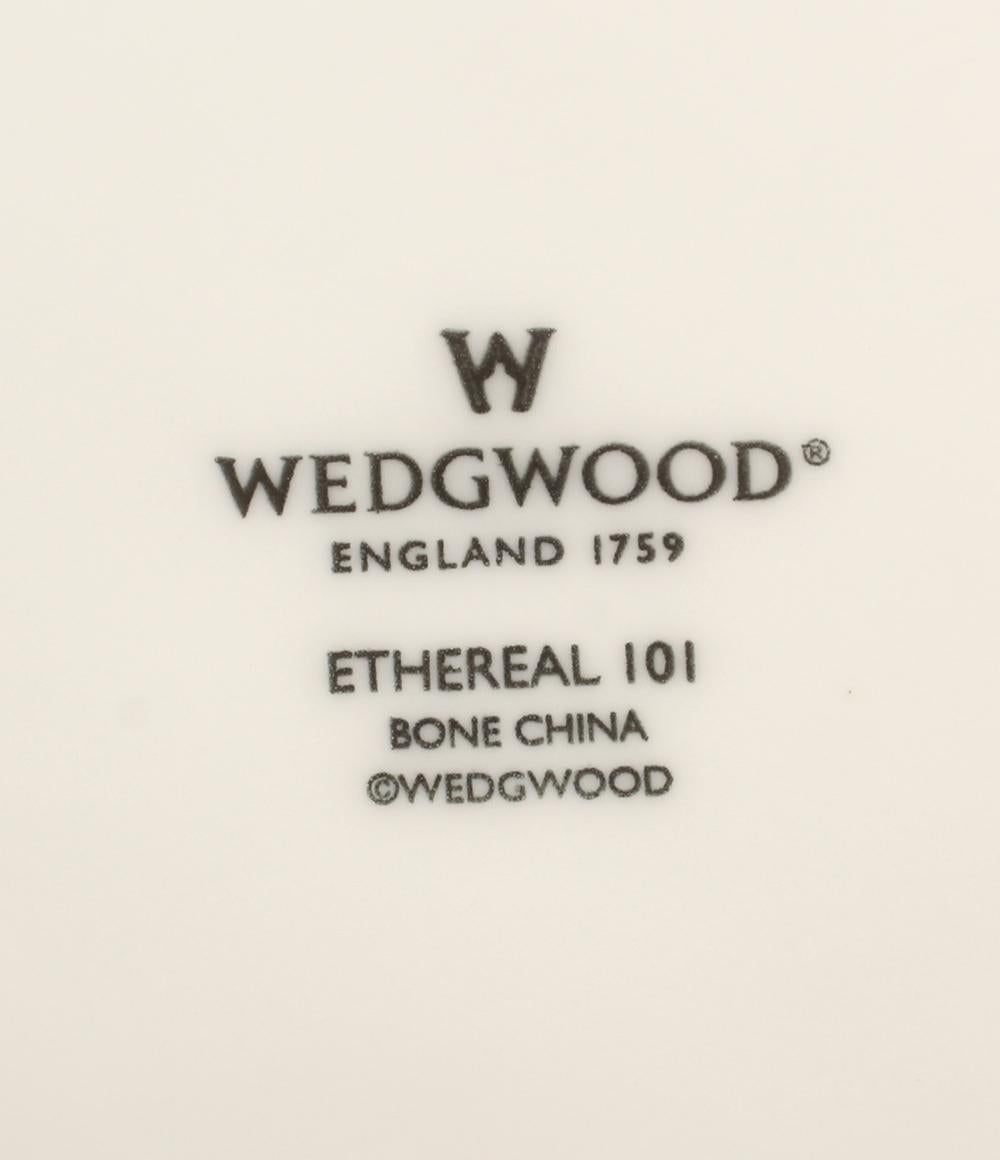 W
WEDGWOOD®
ENGLAND 1759
ETHEREAL 101
BONE CHINA
©WEDGWOOD